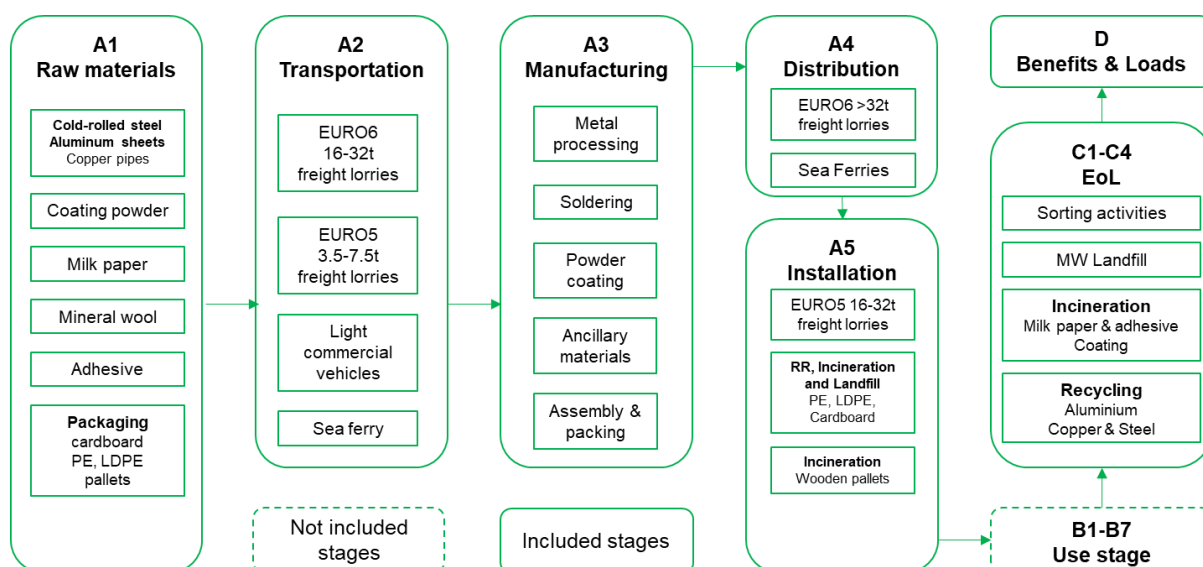 A1
Raw materials
Cold-rolled steel
Aluminum sheets
Copper pipes
Coating powder
Milk paper
Mineral wool
Adhesive
Packaging
cardboard
PE, LDPE
pallets
A2
Transportation
EURO6
16-32t
freight lorries
EURO5
3.5-7.5t
freight lorries
Light
commercial
vehicles
Sea ferry
A3
Manufacturing
Metal
processing
Soldering
Powder
coating
Ancillary
materials
Assembly &
packing
A4
Distribution
EURO6 >32t
freight lorries
Sea Ferries
A5
Installation
EURO5 16-32t
freight lorries
RR, Incineration
and Landfill
PE, LDPE,
Cardboard
Incineration
Wooden pallets
D
Benefits & Loads
C1-C4
EoL
Sorting activities
MW Landfill
Incineration
Milk paper & adhesive
Coating
Recycling
Aluminium
Copper & Steel
B1-B7
Use stage
Not included
stages
Included stages